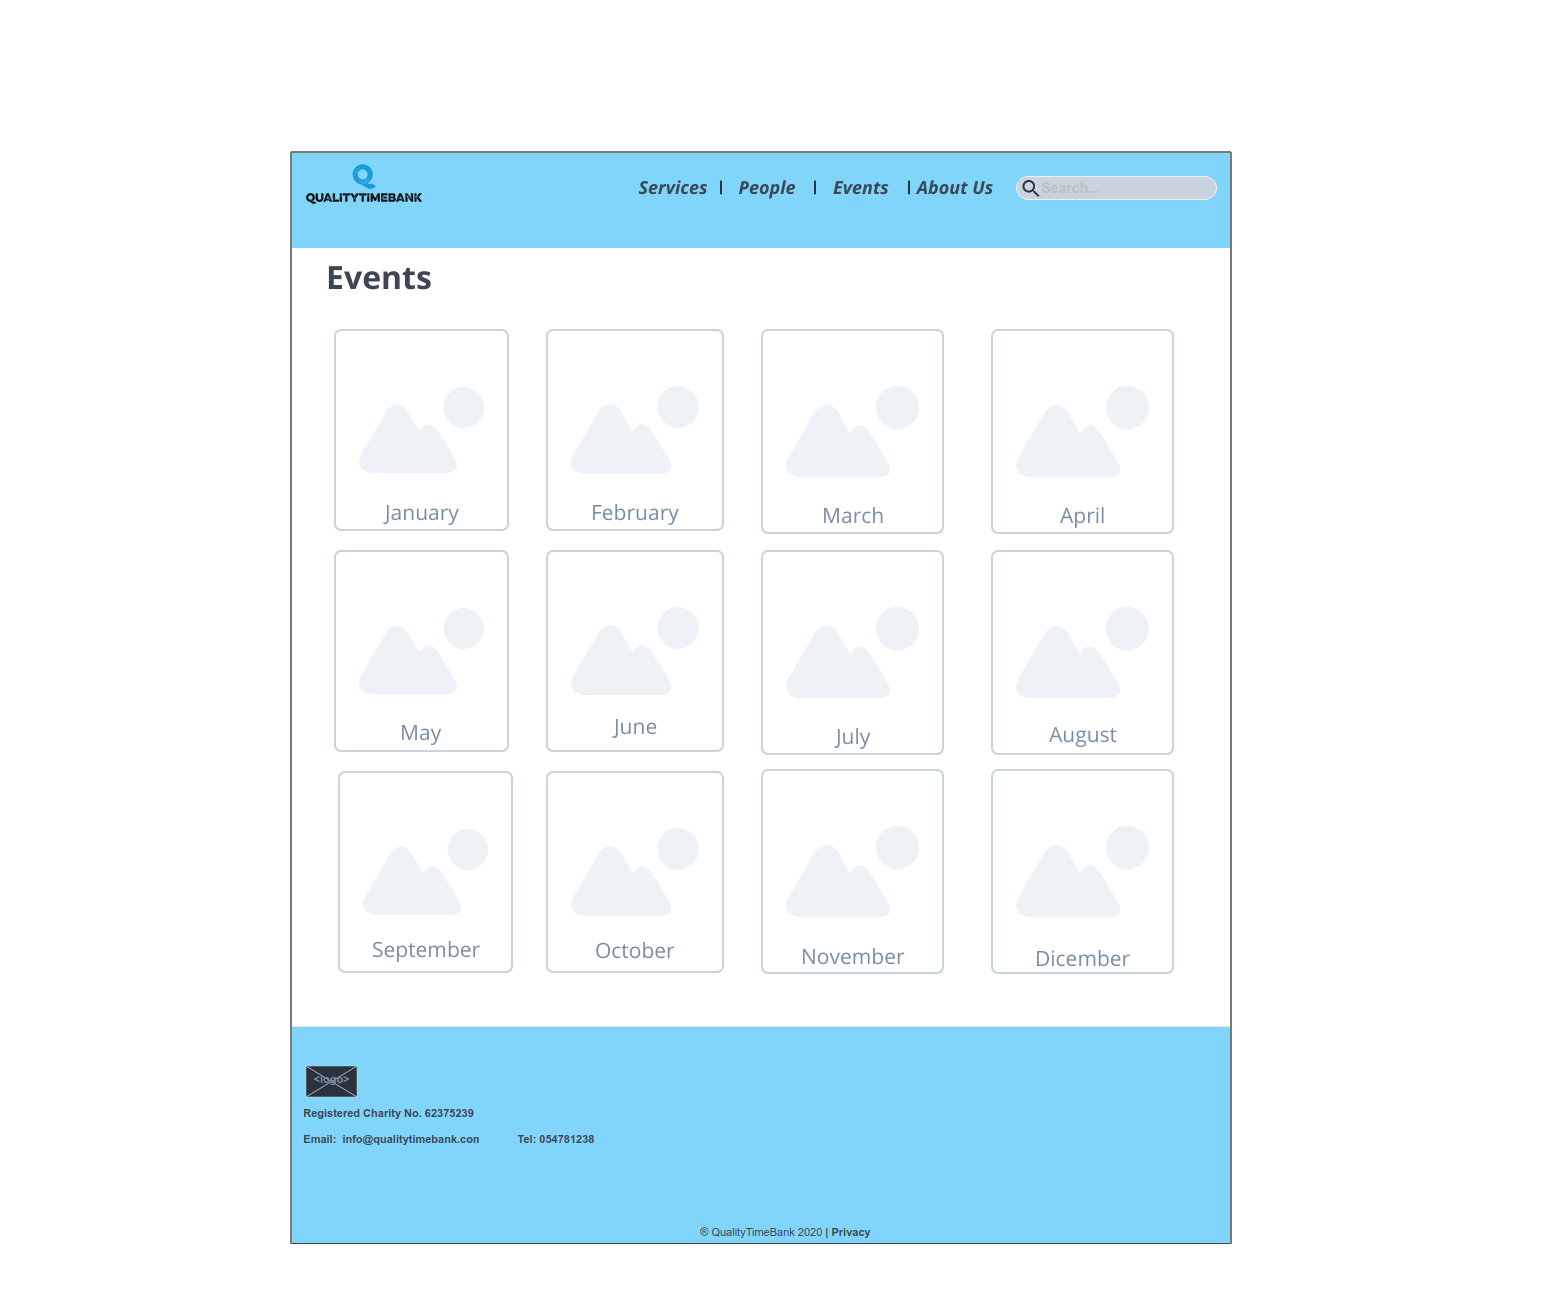 QUALITYTIMEBANK
Services | People | Events | About Us
Search...
Events
January
February
March
April
May
June
July
August
September
October
November
Dicember
<logo>
Registered Charity No. 62375239
Email: info@qualitytimebank.con Tel: 054781238
® QualityTimeBank 2020 | Privacy